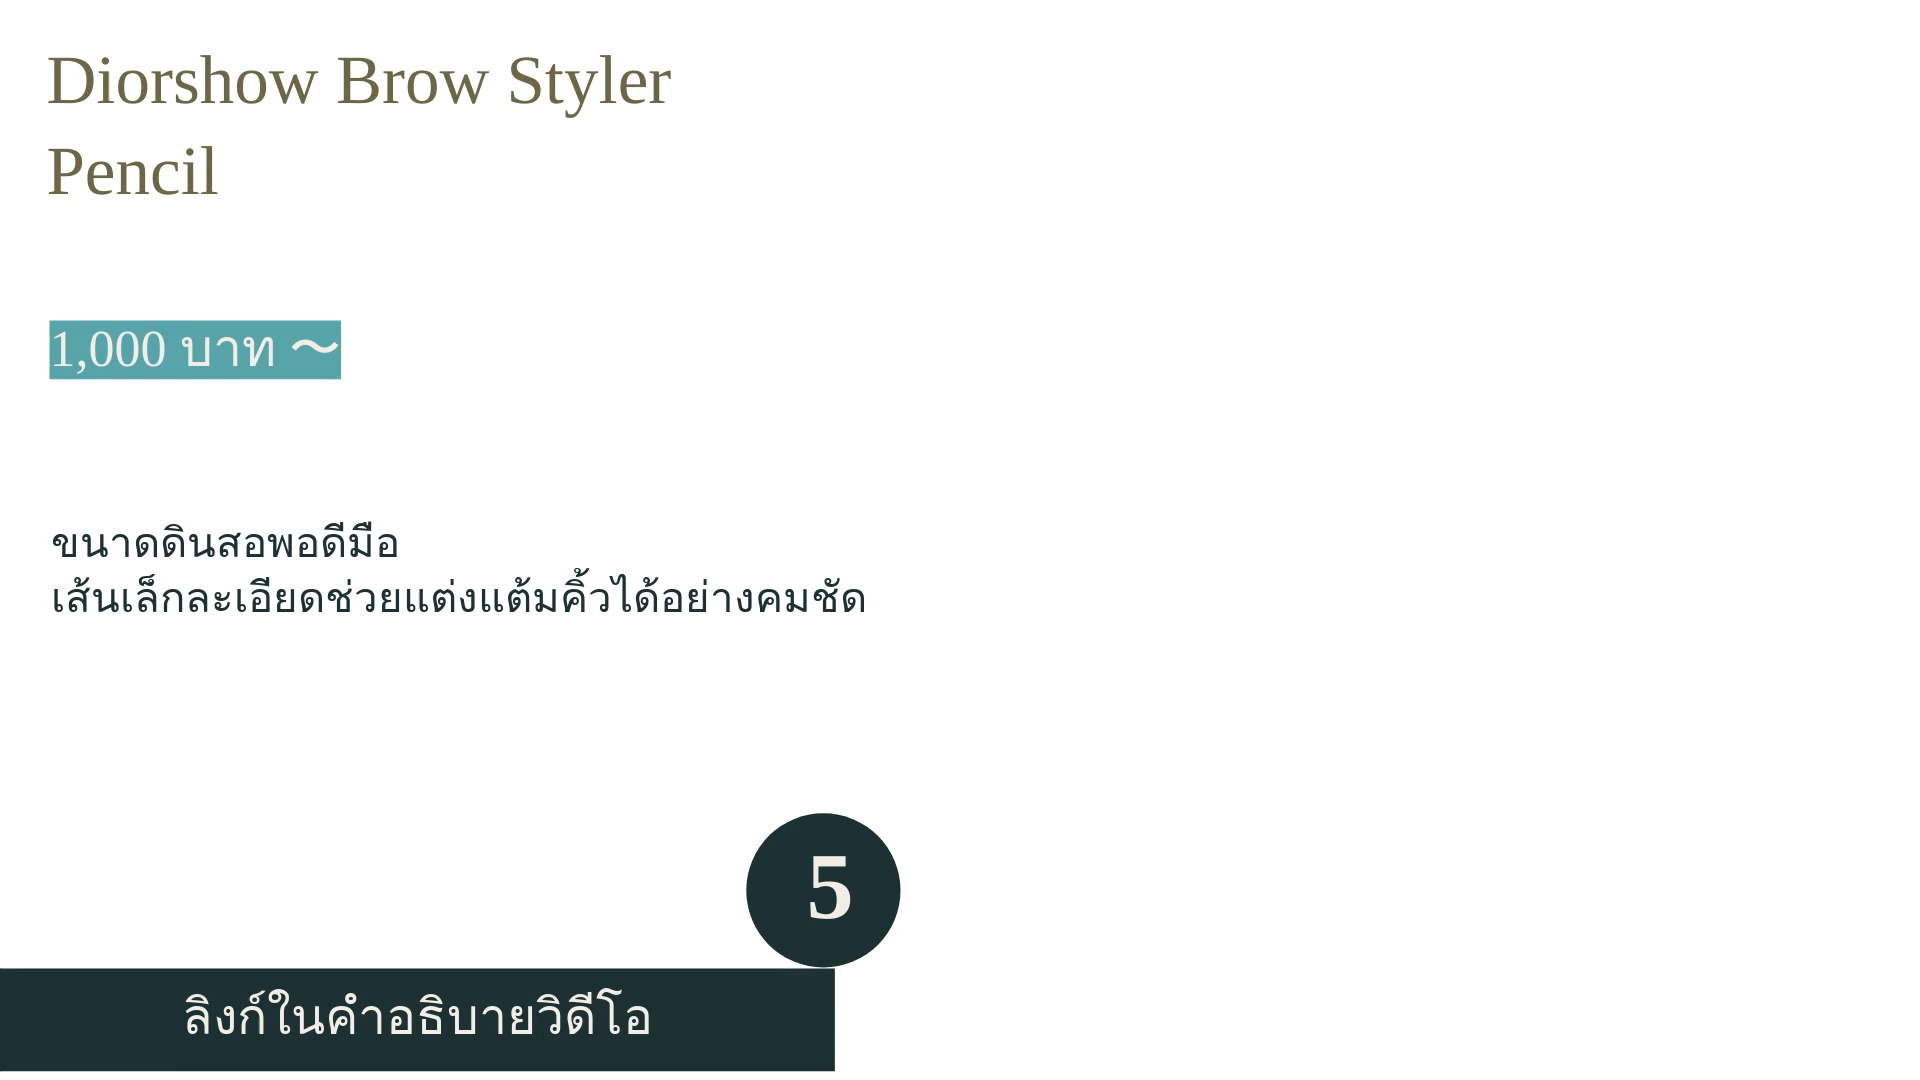 Diorshow Brow Styler
Pencil
1,000 บาท ～
ขนาดดินสอพอดีมือ
เส้นเล็กละเอียดช่วยแต่งแต้มคิ้วได้อย่างคมชัด
5
ลิงก์ในคำอธิบายวิดีโอ